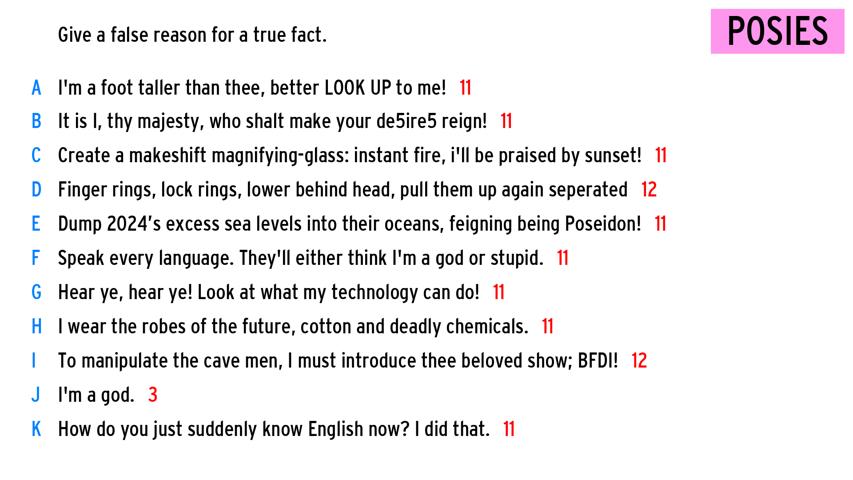 POSIES
Give a false reason for a true fact.
A I'm a foot taller than thee, better LOOK UP to me! 11
B It is I, thy majesty, who shalt make your de5ire5 reign! 11
C Create a makeshift magnifying-glass: instant fire, i'll be praised by sunset! 11
D Finger rings, lock rings, lower behind head, pull them up again seperated 12
E Dump 2024's excess sea levels into their oceans, feigning being Poseidon! 11
F Speak every language. They'll either think I'm a god or stupid. 11
G Hear ye, hear ye! Look at what my technology can do! 11
H I wear the robes of the future, cotton and deadly chemicals. 11
I To manipulate the cave men, I must introduce thee beloved show; BFDI! 12
J I'm a god. 3
K How do you just suddenly know English now? I did that. 11